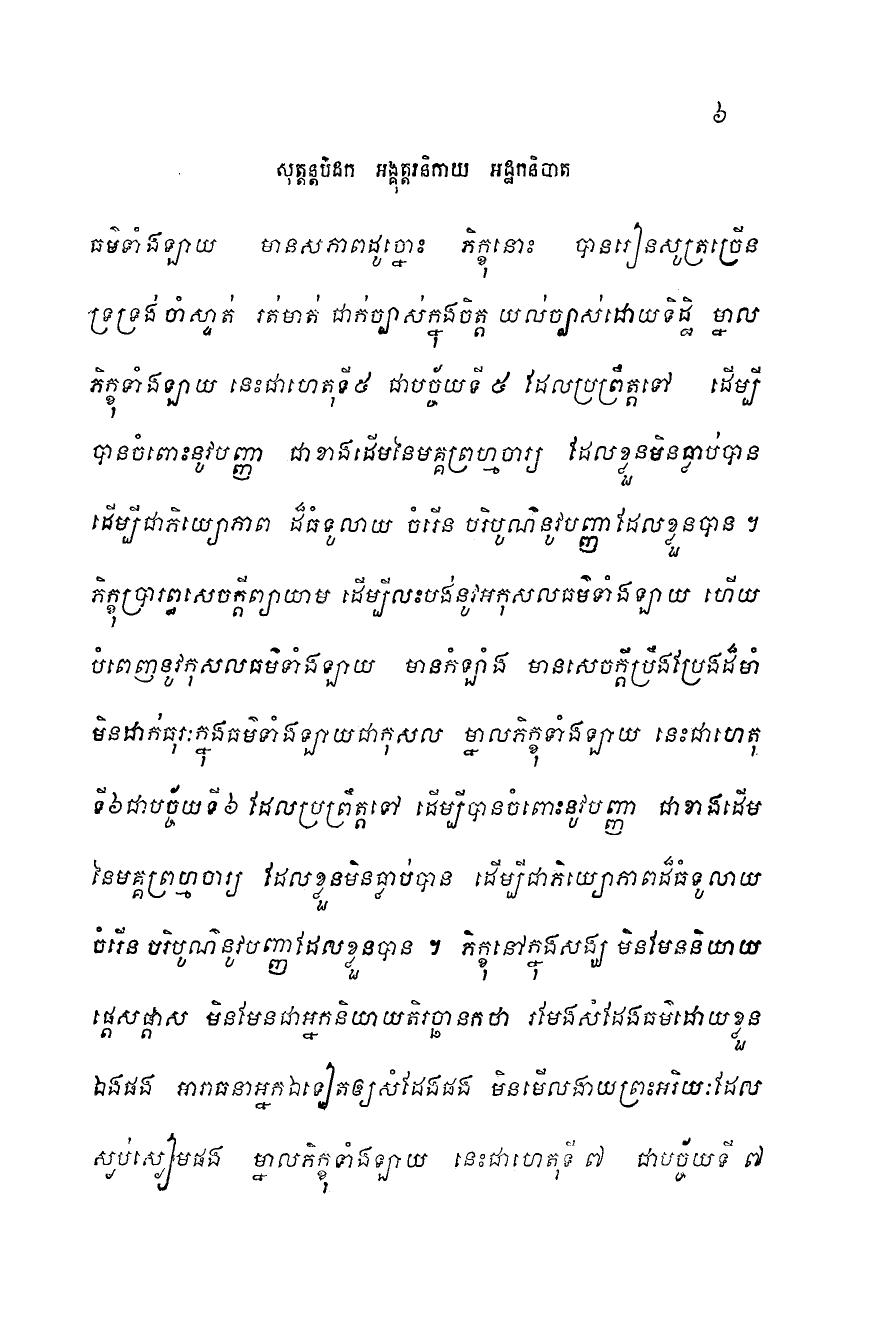 ៦
សុត្តន្តបិដក អង្គុត្តរនិកាយ អដ្ឋកនិបាត
ធម៌ទាំងឡាយ មានសភាពដូច្នោះ ភិក្ខុនោះ បានរៀនសូត្រច្រើន
ទ្រទ្រង់ ចាំស្ទាត់ រត់មាត់ ជាក់ច្បាស់ក្នុងចិត្ត យល់ច្បាស់ដោយទិដ្ឋិ ម្នាល
ភិក្ខុទាំងឡាយ នេះជាហេតុទី៥ ជាបច្ច័យទី ៥ ដែលប្រព្រឹត្តទៅ ដើម្បី
បានចំពោះនូវបញ្ញា ជាខាងដើមនៃមគ្គព្រហ្មចារ្យ ដែលខ្លួនមិនធ្លាប់បាន
ដើម្បីជាភិយ្យោភាព ដ៏ធំទូលាយ ចំរើន បរិបូណ៌នូវបញ្ញាដែលខ្លួនបាន ។
ភិក្ខុប្រារព្ធសេចក្តីព្យាយាម ដើម្បីលះបង់នូវអកុសលធម៌ទាំងឡាយ ហើយ
បំពេញនូវកុសលធម៌ទាំងឡាយ មានកំឡាំង មានសេចក្តីប្រឹងប្រែងដ៏មាំ
មិនដាក់ធុរៈក្នុងធម៌ទាំងឡាយជាកុសល ម្នាលភិក្ខុទាំងឡាយ នេះជាហេតុ
ទី៦ជាបច្ច័យទី៦ ដែលប្រព្រឹត្តទៅ ដើម្បីបានចំពោះនូវបញ្ញា ជាខាងដើម
នៃមគ្គព្រហ្មចារ្យ ដែលខ្លួនមិនធ្លាប់បាន ដើម្បីជាភិយ្យោភាពដ៏ធំទូលាយ
ចំរើន បរិបូណ៌នូវបញ្ញាដែលខ្លួនបាន ។ ភិក្ខុនៅក្នុងសង្ឃ មិនមែននិយាយ
ផ្តេសផ្តាស មិនមែនជាអ្នកនិយាយតិរច្ឆានកថា រមែងសំដែងធម៌ដោយខ្លួន
ឯងផង អារាធនាអ្នកឯទៀតឲ្យសំដែងផង មិនមើលងាយព្រះអរិយៈដែល
ស្ងប់ស្ងៀមផង ម្នាលភិក្ខុទាំងឡាយ នេះជាហេតុទី ៧ ជាបច្ច័យទី ៧